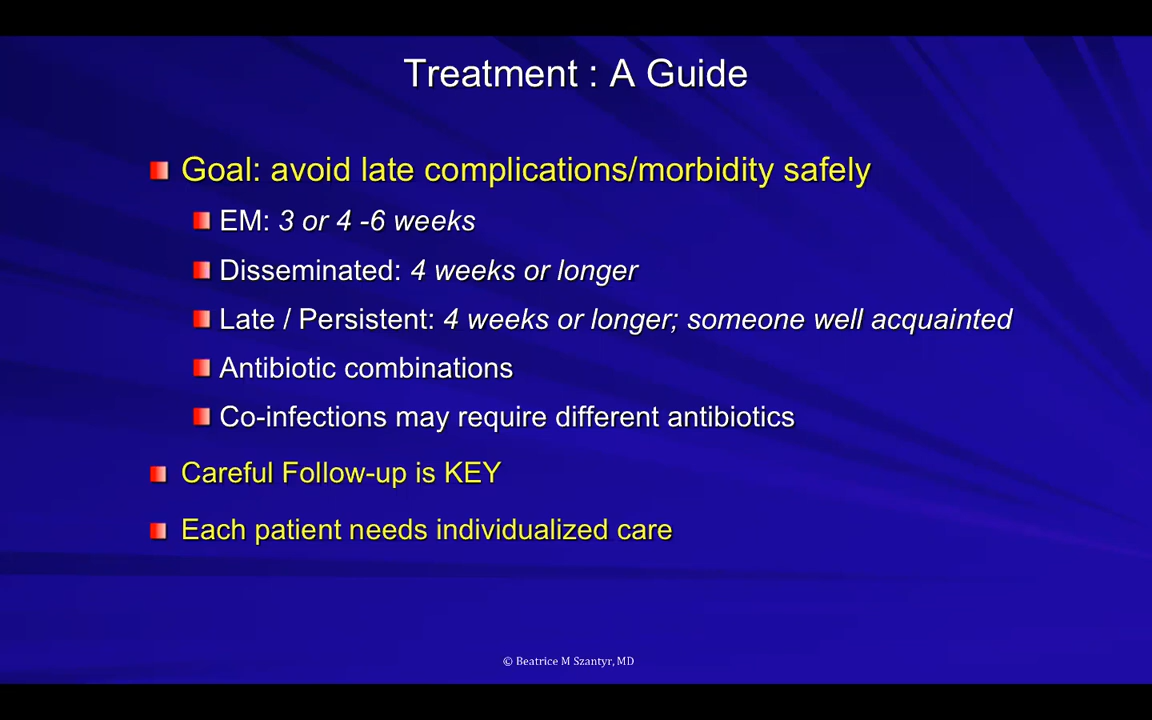 Treatment : A Guide
Goal: avoid late complications/morbidity safely
EM: 3 or 4 -6 weeks
Disseminated: 4 weeks or longer
Late / Persistent: 4 weeks or longer; someone well acquainted
Antibiotic combinations
Co-infections may require different antibiotics
Careful Follow-up is KEY
Each patient needs individualized care
© Beatrice M Szantyr, MD